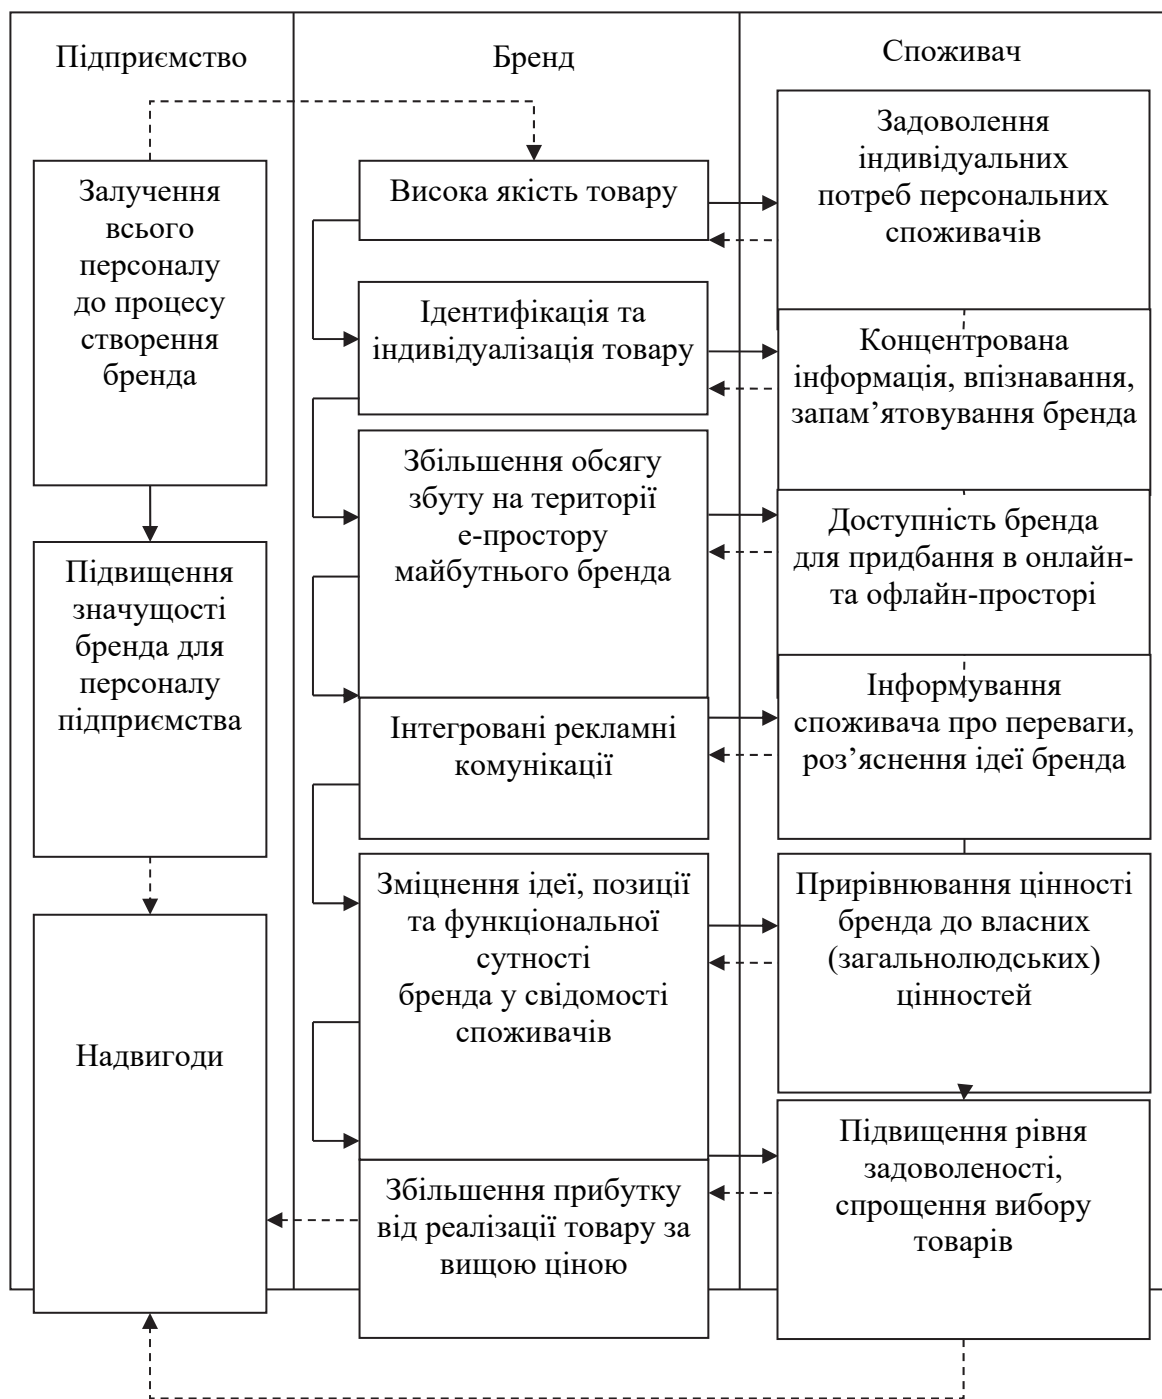 Підприємство
Бренд
Споживач
Залучення
всього
персоналу
до процесу
створення
бренда
Підвищення
значущості
бренда для
персоналу
підприємства
Надвигоди
Висока якість товару
Ідентифікація та
індивідуалізація товару
Збільшення обсягу
збуту на території
е-простору
майбутнього бренда
Інтегровані рекламні
комунікації
Зміцнення ідеї, позиції
та функціональної
сутності
бренда у свідомості
споживачів
Збільшення прибутку
від реалізації товару за
вищою ціною
Задоволення
індивідуальних
потреб персональних
споживачів
Концентрована
інформація, впізнавання,
запам’ятовування бренда
Доступність бренда
для придбання в онлайн-
та офлайн-просторі
Інформування
споживача про переваги,
роз’яснення ідеї бренда
Прирівнювання цінності
бренда до власних
(загальнолюдських)
цінностей
Підвищення рівня
задоволеності,
спрощення вибору
товарів